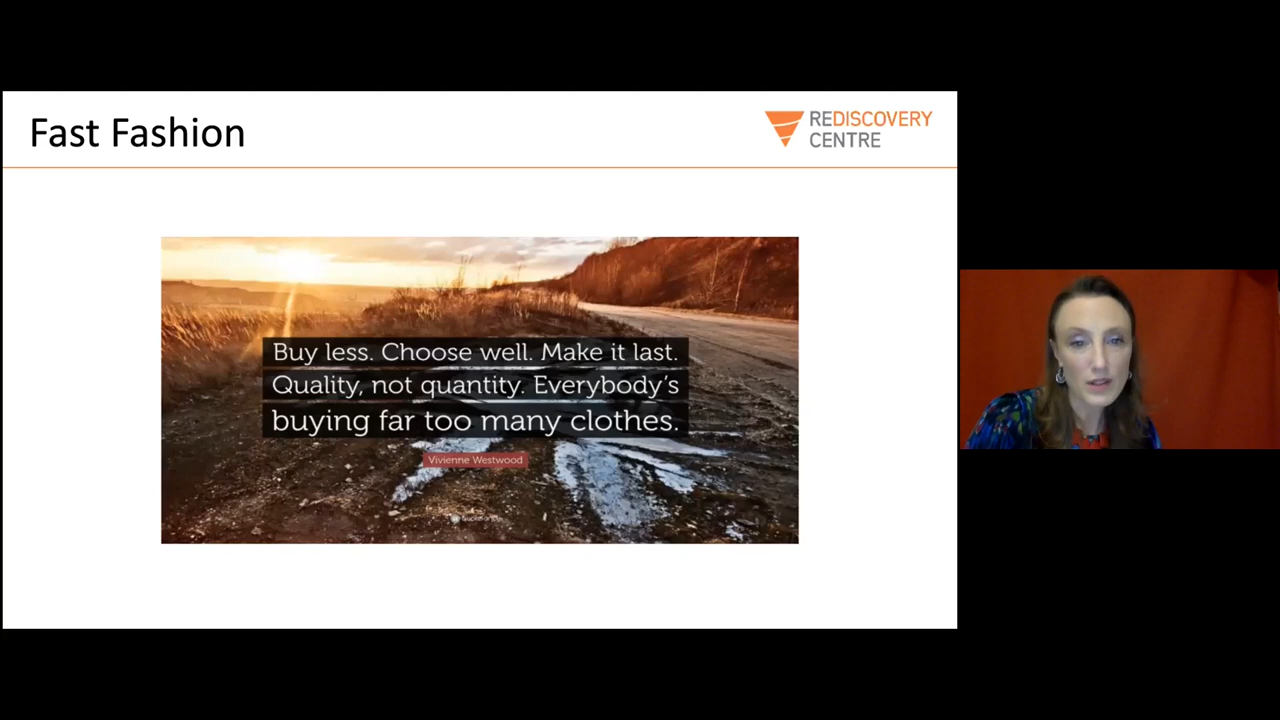 Fast Fashion
REDISCOVERY
CENTRE
Buy less. Choose well. Make it last.
Quality, not quantity. Everybody's
buying far too many clothes.
Vivienne Westwood